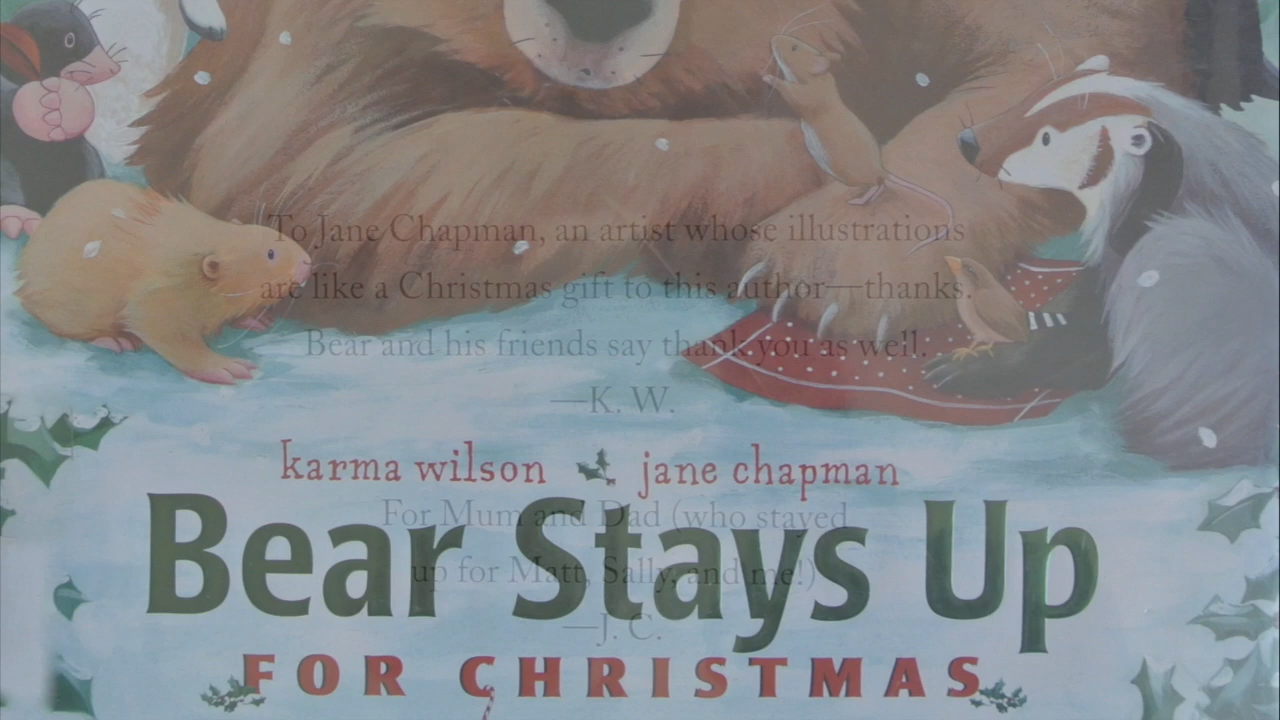 To Jane Chapman, an artist whose illustrations
are like a Christmas gift to this author—thanks.
Bear and his friends say thank you as well.
—K. W.
karma wilson jane chapman
For Mum and Dad (who stayed
Bear Stays Up
up for Matt, Sally, and me!)
—J. C.
FOR CHRISTMAS